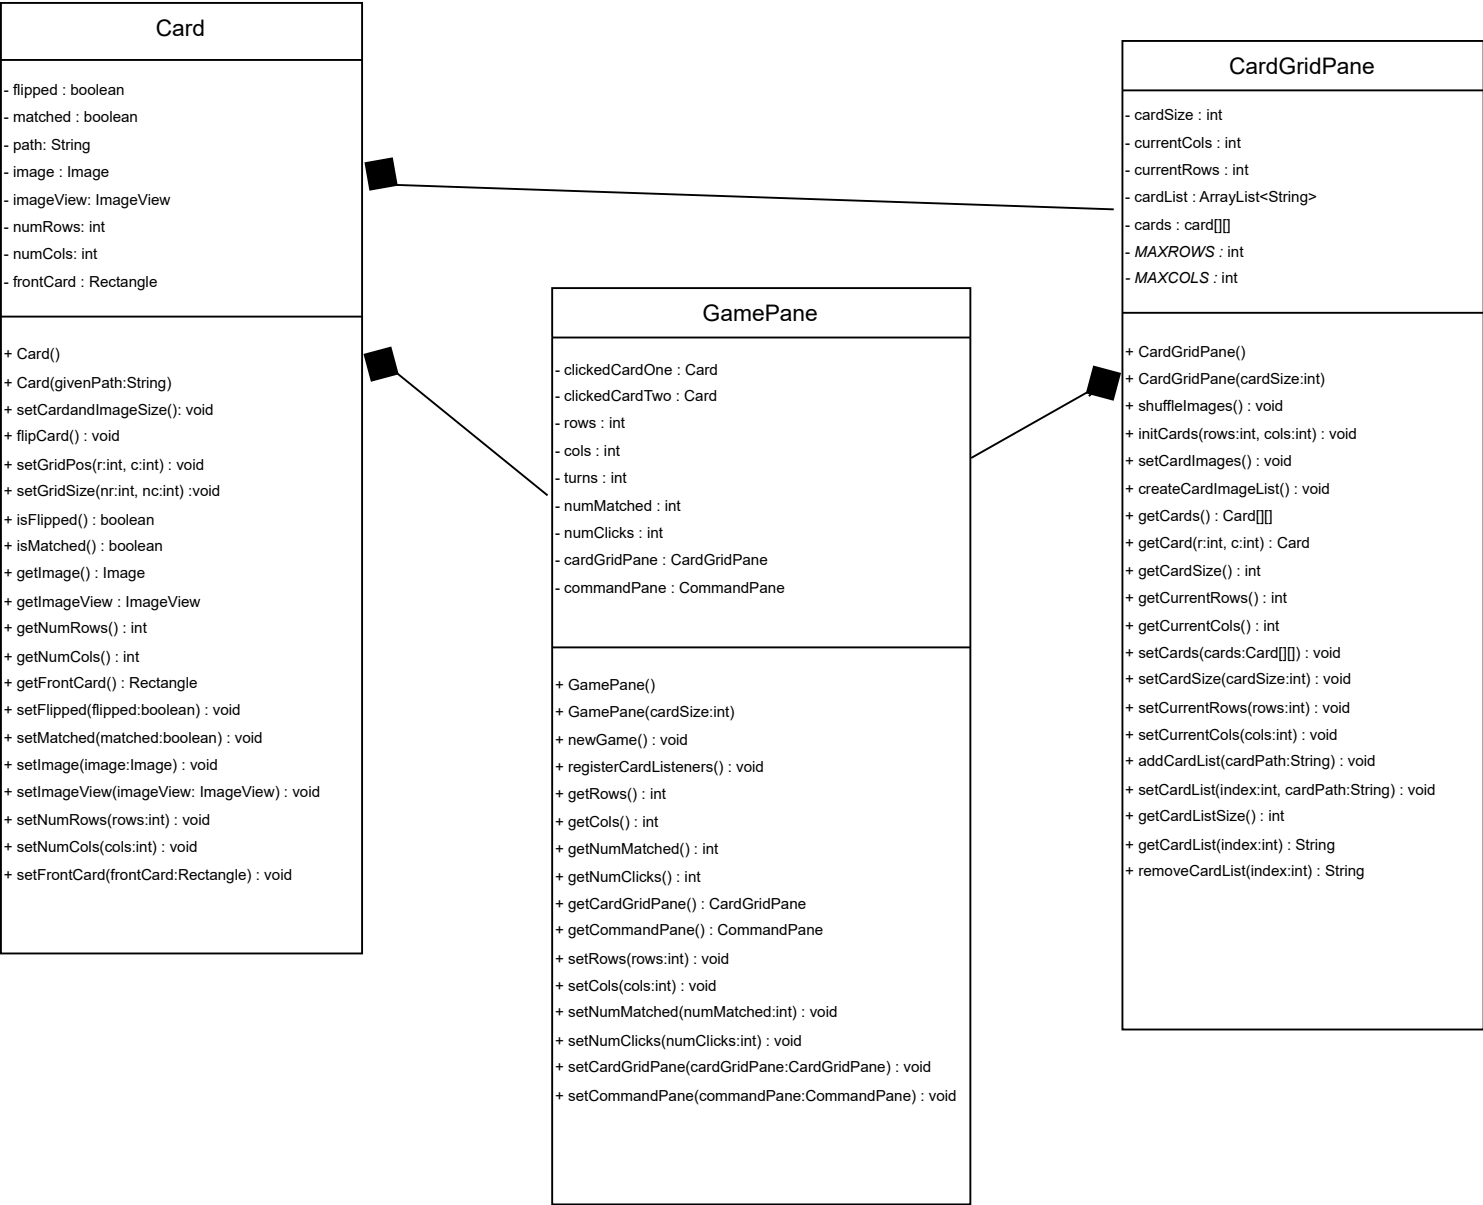 Card
- flipped : boolean
- matched : boolean
- path: String
- image : Image
- imageView: ImageView
- numRows: int
- numCols: int
- frontCard : Rectangle
+ Card()
+ Card(givenPath:String)
+ setCardandImageSize(): void
+ flipCard() : void
+ setGridPos(r:int, c:int) : void
+ setGridSize(nr:int, nc:int) :void
+ isFlipped() : boolean
+ isMatched() : boolean
+ getImage() : Image
+ getImageView : ImageView
+ getNumRows() : int
+ getNumCols() : int
+ getFrontCard() : Rectangle
+ setFlipped(flipped:boolean) : void
+ setMatched(matched:boolean) : void
+ setImage(image:Image) : void
+ setImageView(imageView: ImageView) : void
+ setNumRows(rows:int) : void
+ setNumCols(cols:int) : void
+ setFrontCard(frontCard:Rectangle) : void
GamePane
- clickedCardOne : Card
- clickedCardTwo : Card
- rows : int
- cols : int
- turns : int
- numMatched : int
- numClicks : int
- cardGridPane : CardGridPane
- commandPane : CommandPane
+ GamePane()
+ GamePane(cardSize:int)
+ newGame() : void
+ registerCardListeners() : void
+ getRows() : int
+ getCols() : int
+ getNumMatched() : int
+ getNumClicks() : int
+ getCardGridPane() : CardGridPane
+ getCommandPane() : CommandPane
+ setRows(rows:int) : void
+ setCols(cols:int) : void
+ setNumMatched(numMatched:int) : void
+ setNumClicks(numClicks:int) : void
+ setCardGridPane(cardGridPane:CardGridPane) : void
+ setCommandPane(commandPane:CommandPane) : void
CardGridPane
- cardSize : int
- currentCols : int
- currentRows : int
- cardList : ArrayList<String>
- cards : card[][]
- MAXROWS : int
- MAXCOLS : int
+ CardGridPane()
+ CardGridPane(cardSize:int)
+ shuffleImages() : void
+ initCards(rows:int, cols:int) : void
+ setCardImages() : void
+ createCardImageList() : void
+ getCards() : Card[][]
+ getCard(r:int, c:int) : Card
+ getCardSize() : int
+ getCurrentRows() : int
+ getCurrentCols() : int
+ setCards(cards:Card[][]) : void
+ setCardSize(cardSize:int) : void
+ setCurrentRows(rows:int) : void
+ setCurrentCols(cols:int) : void
+ addCardList(cardPath:String) : void
+ setCardList(index:int, cardPath:String) : void
+ getCardListSize() : int
+ getCardList(index:int) : String
+ removeCardList(index:int) : String